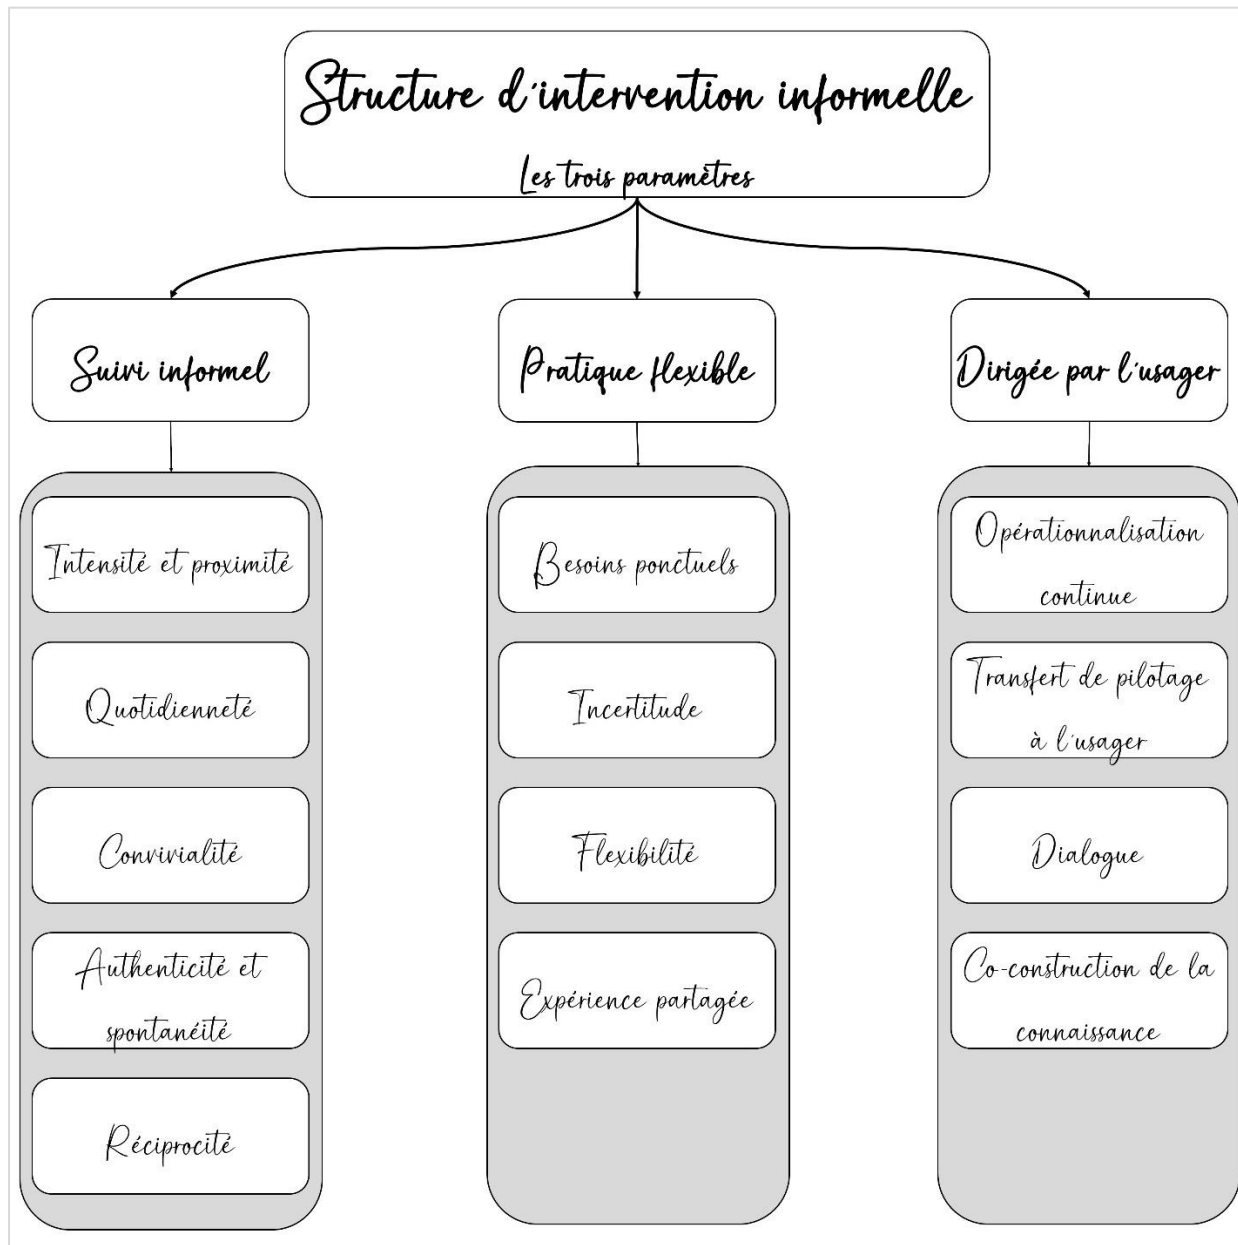 Structure d'intervention informelle
Les trois paramètres
Suivi informel
Intensité et proximité
Quotidienneté
Convivialité
Authenticité et
spontanéité
Réciprocité
Pratique flexible
Besoins ponctuels
Incertitude
Flexibilité
Expérience partagée
Dirigée par l'usager
Opérationnalisation
continue
Transfert de pilotage
à l'usager
Dialogue
Co-construction de la
connaissance